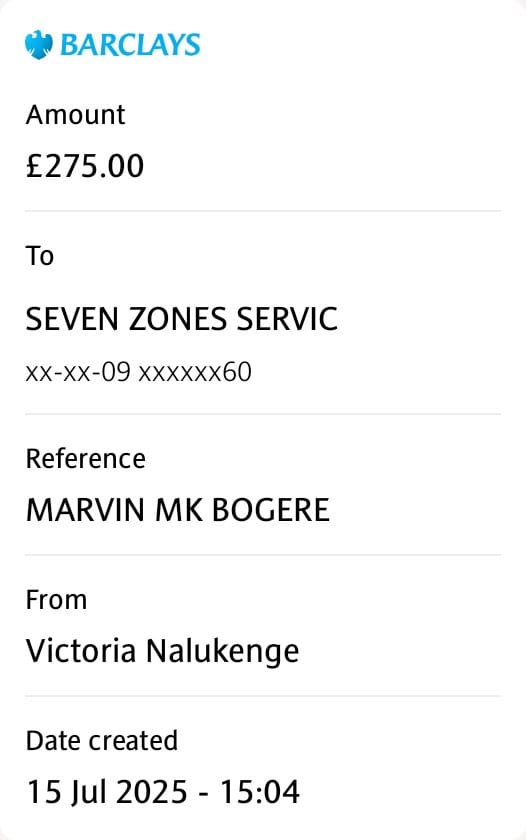 BARCLAYS
Amount
£275.00
To
SEVEN ZONES SERVIC
xx-xx-09 xxxxxx60
Reference
MARVIN MK BOGERE
From
Victoria Nalukenge
Date created
15 Jul 2025 - 15:04